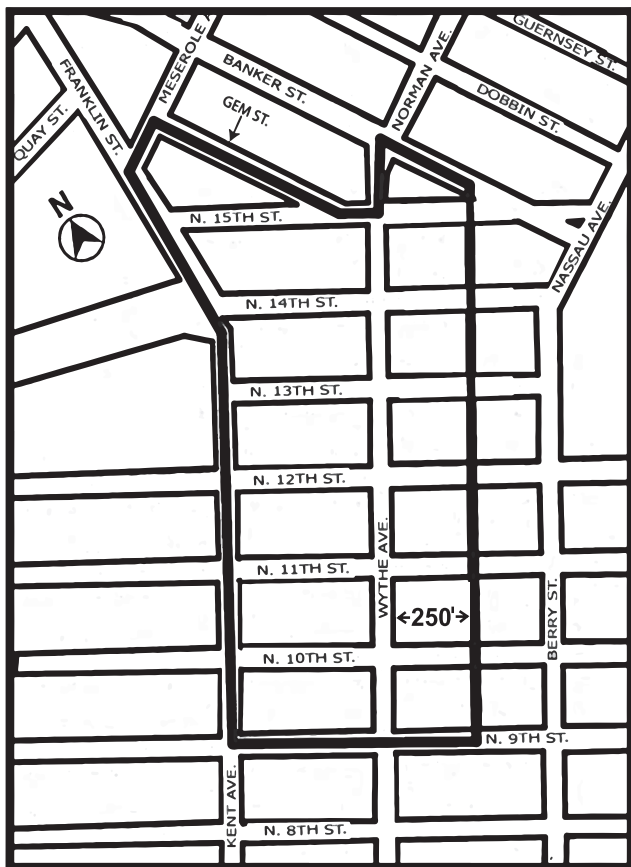 GUERNSEY ST.
MESEROLE
NORMAN AVE.
BANKER ST.
FRANKLIN ST.
DOBBIN ST.
GEM ST.
QUAY ST.
N
N. 15TH ST.
NASSAU AVE.
N. 14TH ST.
N. 13TH ST.
N. 12TH ST.
WYTHE AVE.
N. 11TH ST.
←250'→
BERRY ST.
N. 10TH ST.
N. 9TH ST.
KENT AVE.
N. 8TH ST.